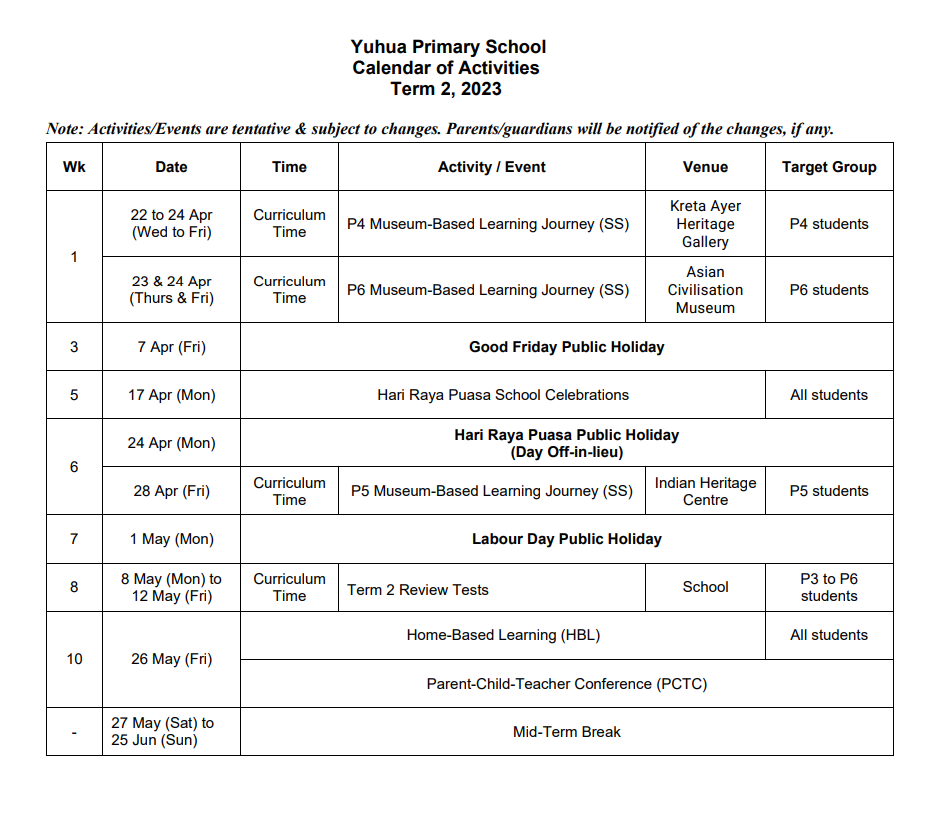 Yuhua Primary School
Calendar of Activities
Term 2, 2023
Note: Activities/Events are tentative & subject to changes. Parents/guardians will be notified of the changes, if any.
Wk Date Time Activity / Event Venue Target Group
1
22 to 24 Apr
(Wed to Fri)
Curriculum
Time
P4 Museum-Based Learning Journey (SS)
Kreta Ayer
Heritage
Gallery
P4 students
23 & 24 Apr
(Thurs & Fri)
Curriculum
Time
P6 Museum-Based Learning Journey (SS)
Asian
Civilisation
Museum
P6 students
3 7 Apr (Fri) Good Friday Public Holiday
5 17 Apr (Mon) Hari Raya Puasa School Celebrations All students
6
24 Apr (Mon)
Hari Raya Puasa Public Holiday
(Day Off-in-lieu)
28 Apr (Fri)
Curriculum
Time
P5 Museum-Based Learning Journey (SS)
Indian Heritage
Centre
P5 students
7 1 May (Mon) Labour Day Public Holiday
8
8 May (Mon) to
12 May (Fri)
Curriculum
Time
Term 2 Review Tests
School
P3 to P6
students
10
26 May (Fri)
Home-Based Learning (HBL) All students
Parent-Child-Teacher Conference (PCTC)
-
27 May (Sat) to
25 Jun (Sun)
Mid-Term Break